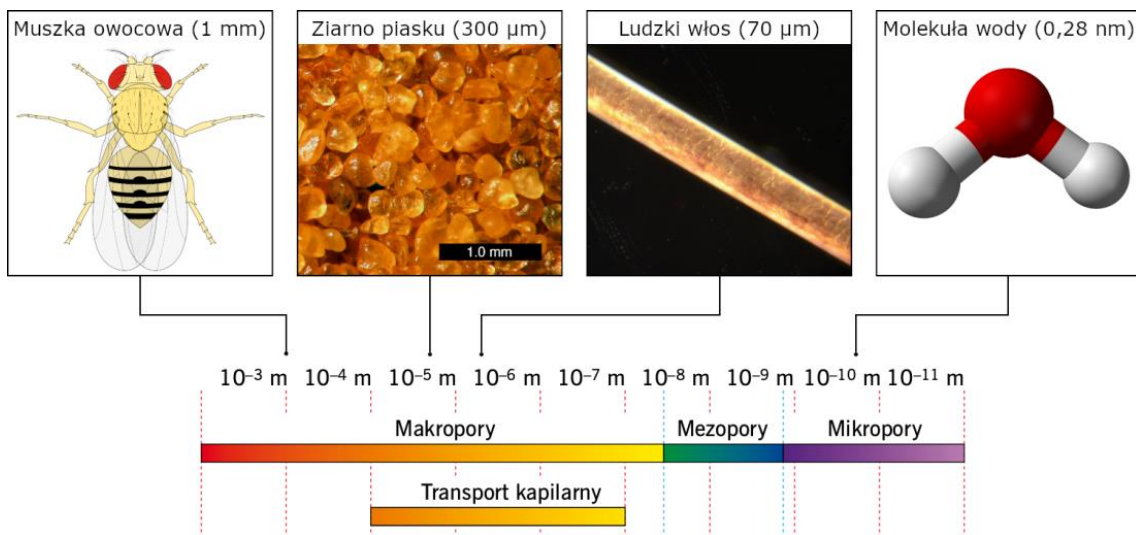 Muszka owocowa (1 mm)
Ziarno piasku (300 μm)
Ludzki włos (70 μm)
Molekuła wody (0,28 nm)
1.0 mm
10⁻³ m 10⁻⁴ m 10⁻⁵ m 10⁻⁶ m 10⁻⁷ m 10⁻⁸ m 10⁻⁹ m 10⁻¹⁰ m 10⁻¹¹ m
Makropory Mezopory Mikropory
Transport kapilarny